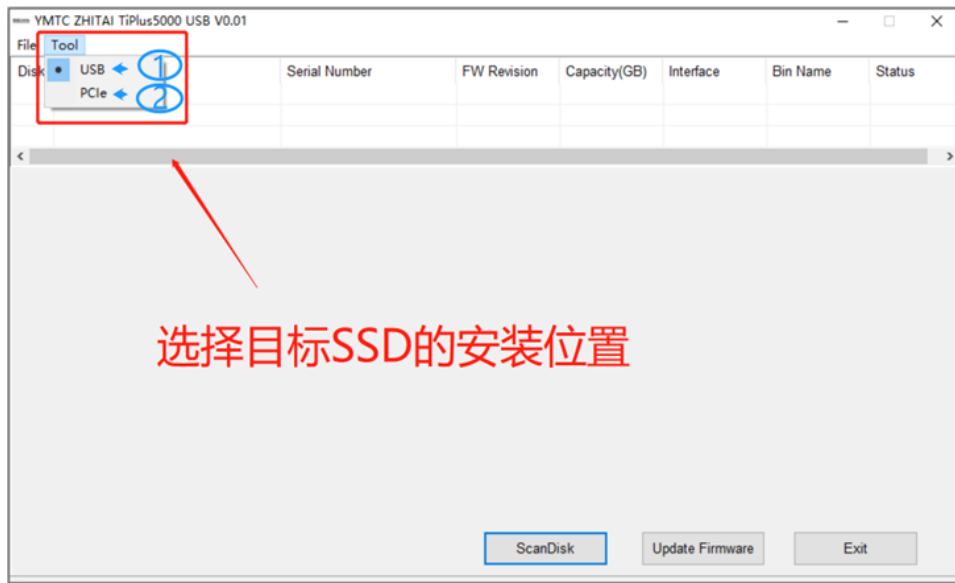 YMTC ZHITAI TiPlus5000 USB V0.01
File Tool
Disk Serial Number FW Revision Capacity(GB) Interface Bin Name Status
USB 1
PCIe 2
选择目标SSD的安装位置
ScanDisk Update Firmware Exit